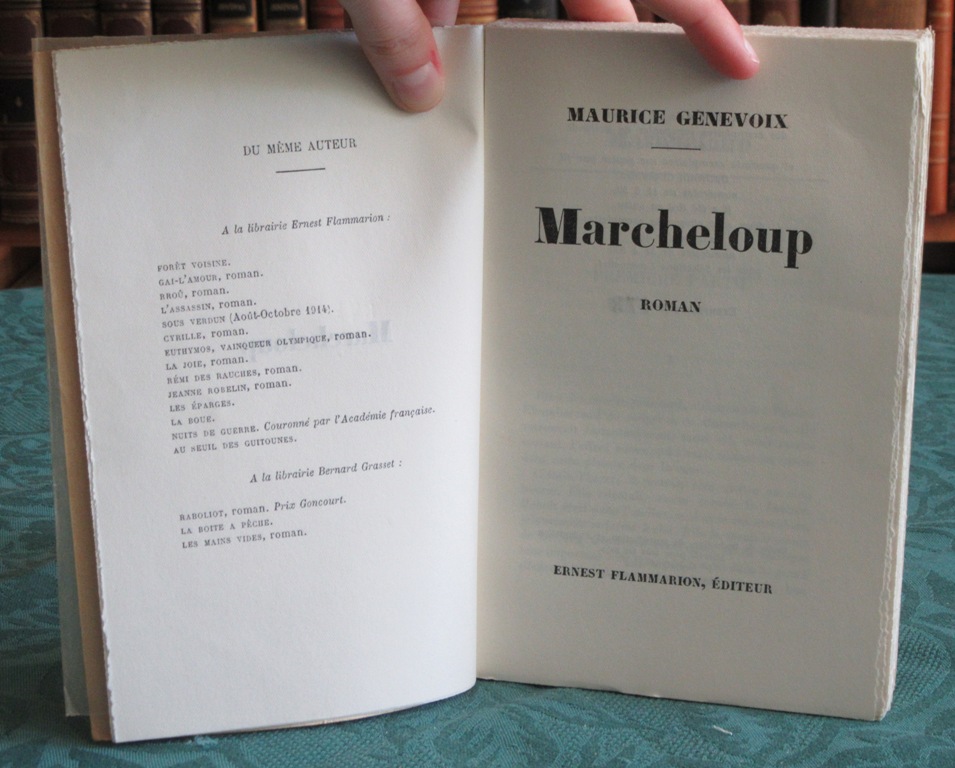 DU MÊME AUTEUR
A la librairie Ernest Flammarion :
FORÊT VOISINE.
GAI-L'AMOUR, roman.
RROÛ, roman.
L'ASSASSIN, roman.
SOUS VERDUN (Août-Octobre 1914).
CYRILLE, roman.
EUTHYMOS, VAINQUEUR OLYMPIQUE, roman.
LA JOIE, roman.
RÉMI DES RAUCHES, roman.
JEANNE ROBELIN, roman.
LES ÉPARGES.
LA BOUE.
NUITS DE GUERRE. Couronné par l'Académie française.
AU SEUIL DES GUITOUNES.
A la librairie Bernard Grasset :
RABOLIOT, roman. Prix Goncourt.
LA BOITE A PÊCHE.
LES MAINS VIDES, roman.
MAURICE GENEVOIX
Marcheloup
ROMAN
ERNEST FLAMMARION, ÉDITEUR